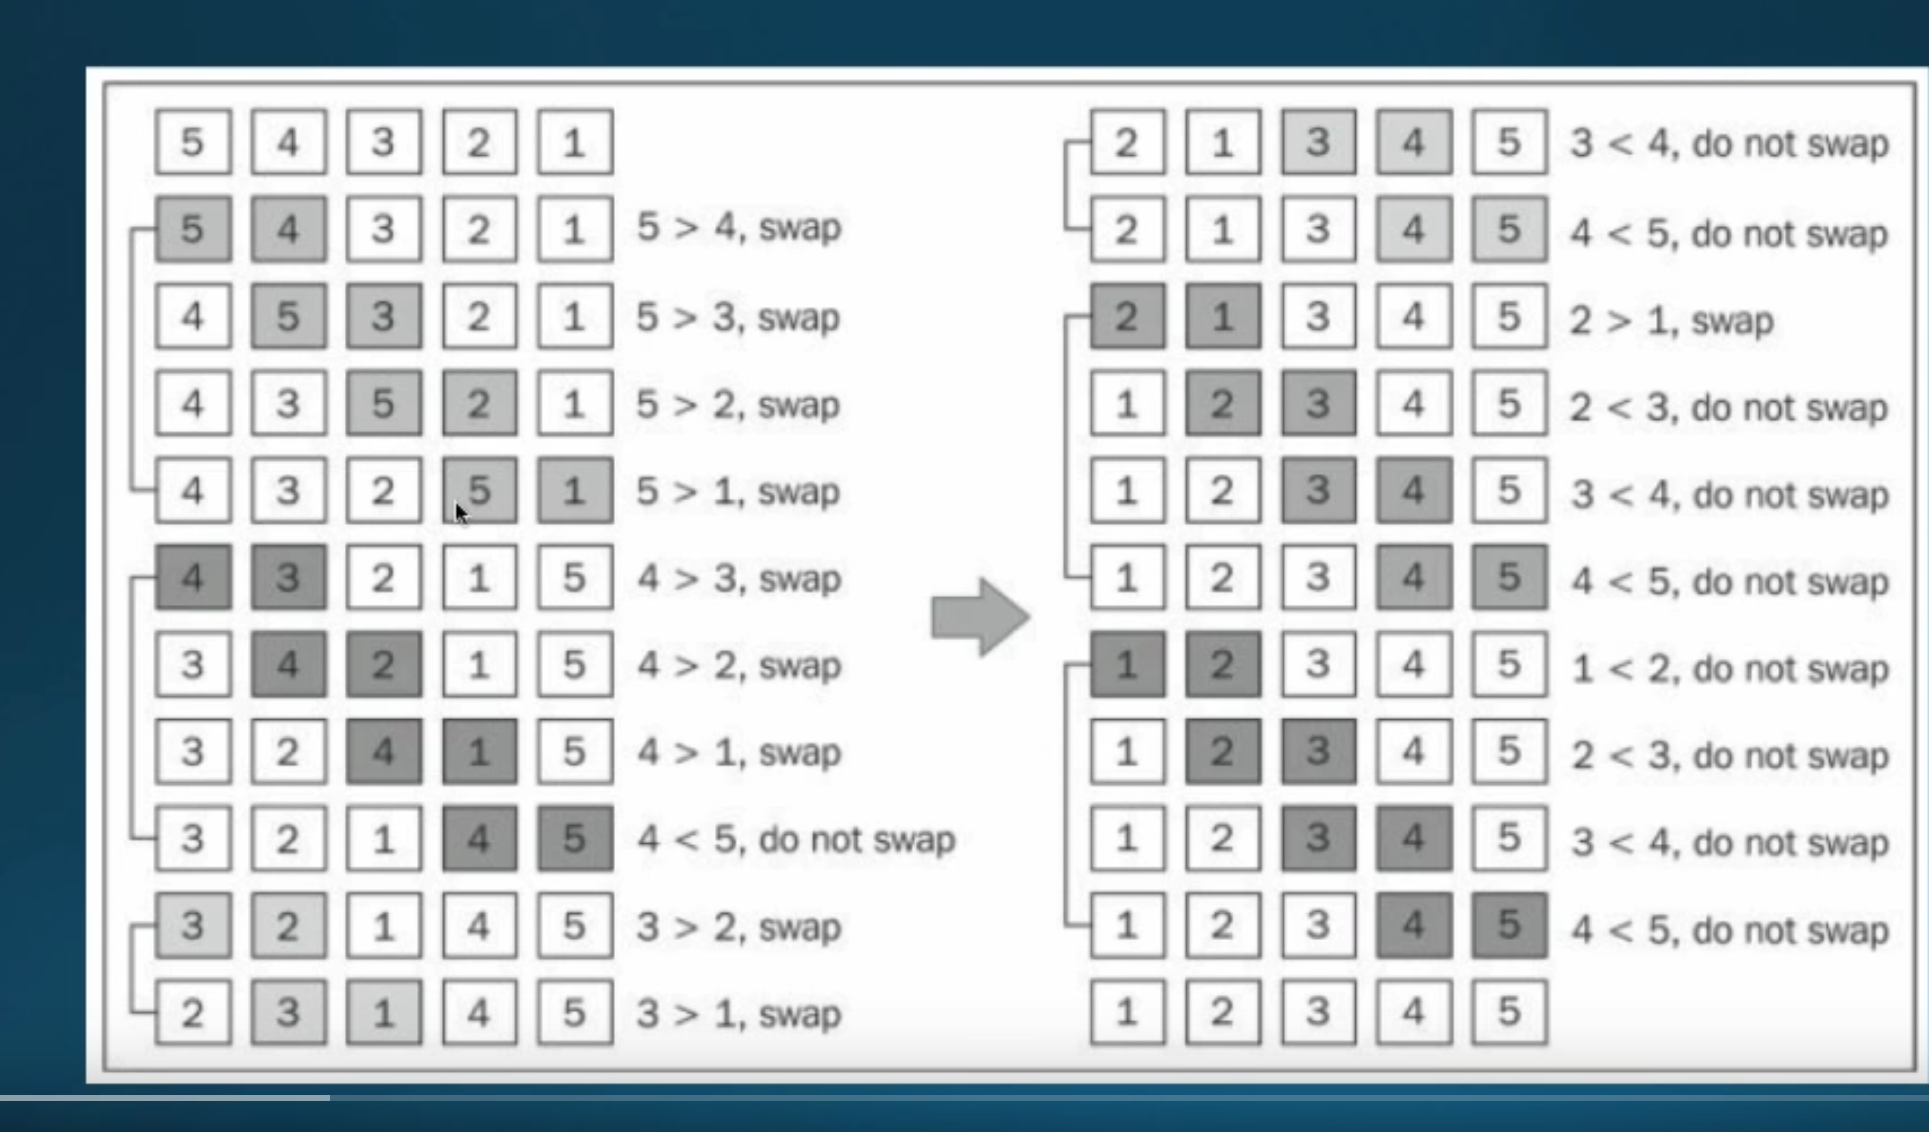 5 4 3 2 1
5 4 3 2 1 5 > 4, swap
4 5 3 2 1 5 > 3, swap
4 3 5 2 1 5 > 2, swap
4 3 2 5 1 5 > 1, swap
4 3 2 1 5 4 > 3, swap
3 4 2 1 5 4 > 2, swap
3 2 4 1 5 4 > 1, swap
3 2 1 4 5 4 < 5, do not swap
3 2 1 4 5 3 > 2, swap
2 3 1 4 5 3 > 1, swap
2 1 3 4 5 3 < 4, do not swap
2 1 3 4 5 4 < 5, do not swap
2 1 3 4 5 2 > 1, swap
1 2 3 4 5 2 < 3, do not swap
1 2 3 4 5 3 < 4, do not swap
1 2 3 4 5 4 < 5, do not swap
1 2 3 4 5 1 < 2, do not swap
1 2 3 4 5 2 < 3, do not swap
1 2 3 4 5 3 < 4, do not swap
1 2 3 4 5 4 < 5, do not swap
1 2 3 4 5